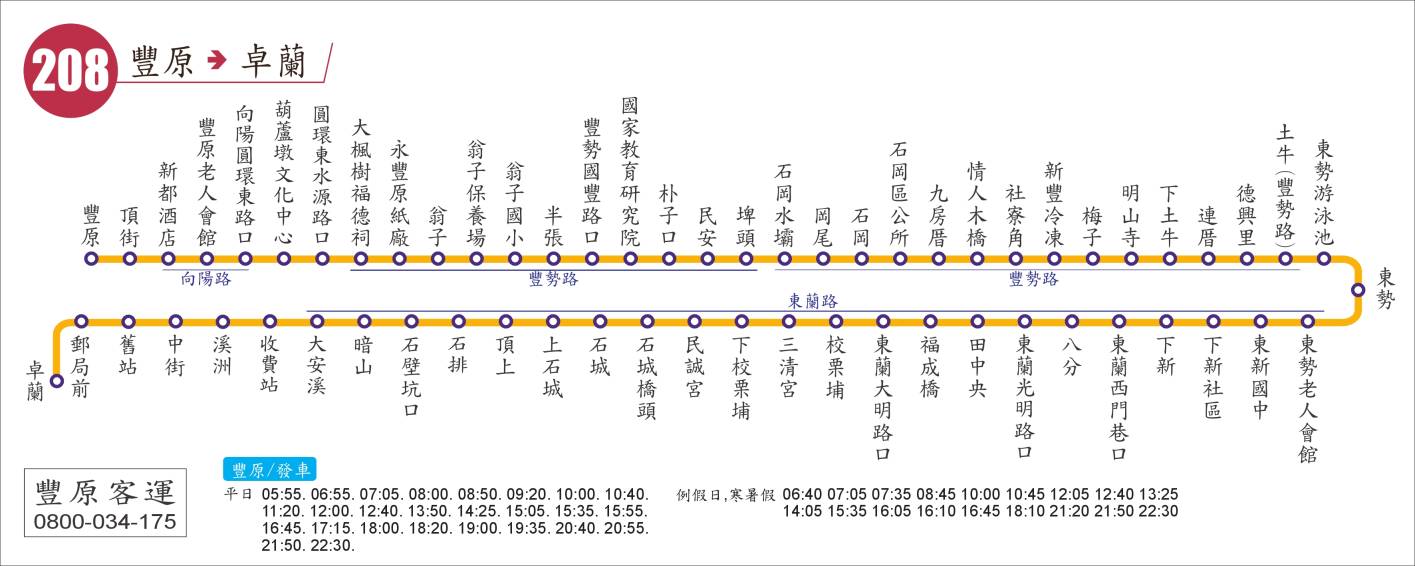 208 豐原 → 卓蘭
豐原
頂街
新都酒店
豐原老人會館
向陽圓環東路口
葫蘆墩文化中心
圓環東水源路口
大楓樹福德祠
永豐原紙廠
翁子
翁子保養場
翁子國小
半張
豐勢國豐路口
國家教育研究院
朴子口
民安
埤頭
石岡水壩
岡尾
石岡
石岡區公所
九房厝
情人木橋
社寮角
新豐冷凍
梅子
明山寺
下土牛
連厝
德興里
土牛(豐勢路)
東勢游泳池
向陽路
豐勢路
豐勢路
東勢
東蘭路
卓蘭
郵局前
舊站
中街
溪洲
收費站
大安溪
暗山
石壁坑口
石排
頂上
上石城
石城
石城橋頭
民誠宮
下校栗埔
三清宮
校栗埔
東蘭大明路口
福成橋
田中央
東蘭光明路口
八分
東蘭西門巷口
下新
下新社區
東新國中
東勢老人會館
豐原客運
0800-034-175
豐原/發車
平日 05:55. 06:55. 07:05. 08:00. 08:50. 09:20. 10:00. 10:40.
11:20. 12:00. 12:40. 13:50. 14:25. 15:05. 15:35. 15:55.
16:45. 17:15. 18:00. 18:20. 19:00. 19:35. 20:40. 20:55.
21:50. 22:30.
例假日,寒暑假 06:40 07:05 07:35 08:45 10:00 10:45 12:05 12:40 13:25
14:05 15:35 16:05 16:10 16:45 18:10 21:20 21:50 22:30